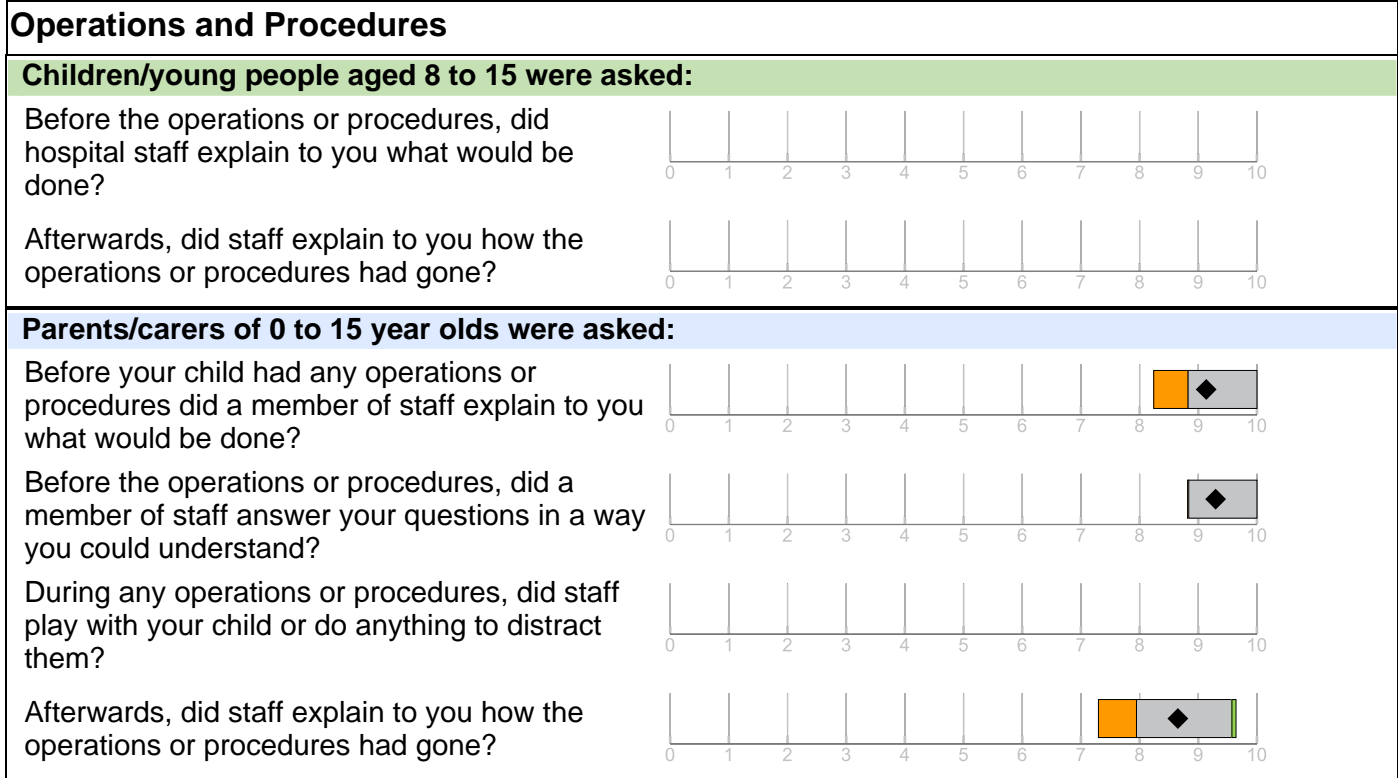 Operations and Procedures
Children/young people aged 8 to 15 were asked:
Before the operations or procedures, did
hospital staff explain to you what would be
done?
0 1 2 3 4 5 6 7 8 9 10
Afterwards, did staff explain to you how the
operations or procedures had gone?
0 1 2 3 4 5 6 7 8 9 10
Parents/carers of 0 to 15 year olds were asked:
Before your child had any operations or
procedures did a member of staff explain to you
what would be done?
0 1 2 3 4 5 6 7 8 9 10
Before the operations or procedures, did a
member of staff answer your questions in a way
you could understand?
0 1 2 3 4 5 6 7 8 9 10
During any operations or procedures, did staff
play with your child or do anything to distract
them?
0 1 2 3 4 5 6 7 8 9 10
Afterwards, did staff explain to you how the
operations or procedures had gone?
0 1 2 3 4 5 6 7 8 9 10